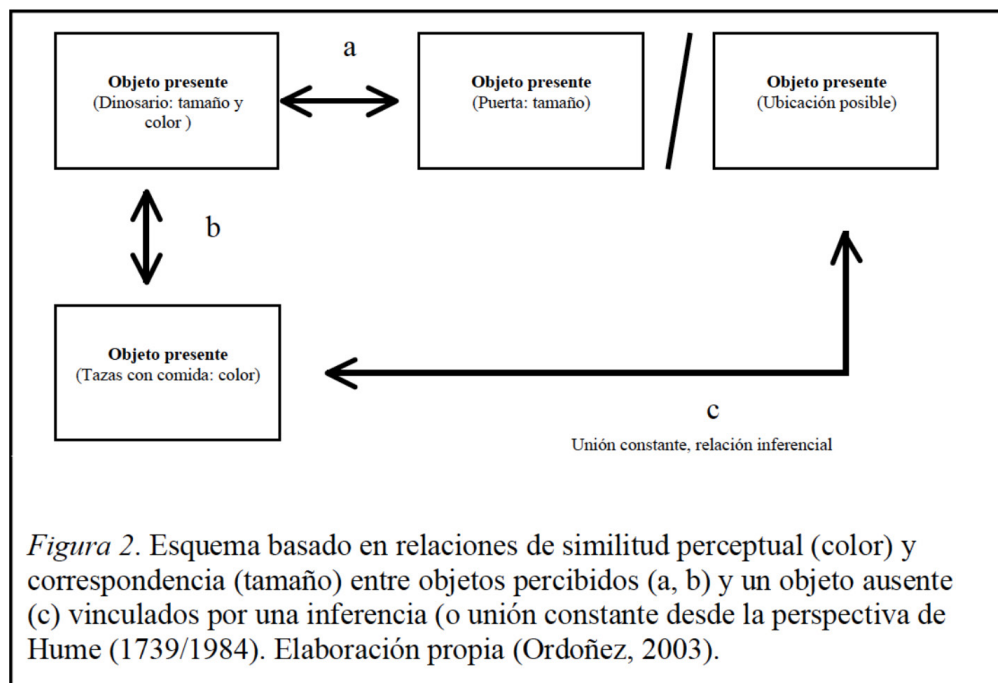 Objeto presente
(Dinosario: tamaño y
color )
a
Objeto presente
(Puerta: tamaño)
Objeto presente
(Ubicación posible)
b
Objeto presente
(Tazas con comida: color)
c
Unión constante, relación inferencial
Figura 2. Esquema basado en relaciones de similitud perceptual (color) y
correspondencia (tamaño) entre objetos percibidos (a, b) y un objeto ausente
(c) vinculados por una inferencia (o unión constante desde la perspectiva de
Hume (1739/1984). Elaboración propia (Ordoñez, 2003).